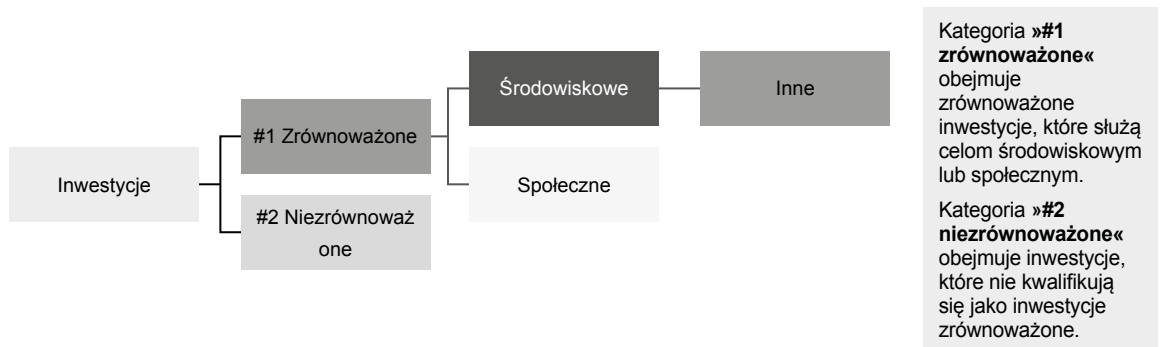 Inwestycje
#1 Zrównoważone
#2 Niezrównoważ
one
Środowiskowe
Społeczne
Inne
Kategoria »#1
zrównoważone«
obejmuje
zrównoważone
inwestycje, które służą
celom środowiskowym
lub społecznym.
Kategoria »#2
niezrównoważone«
obejmuje inwestycje,
które nie kwalifikują
się jako inwestycje
zrównoważone.